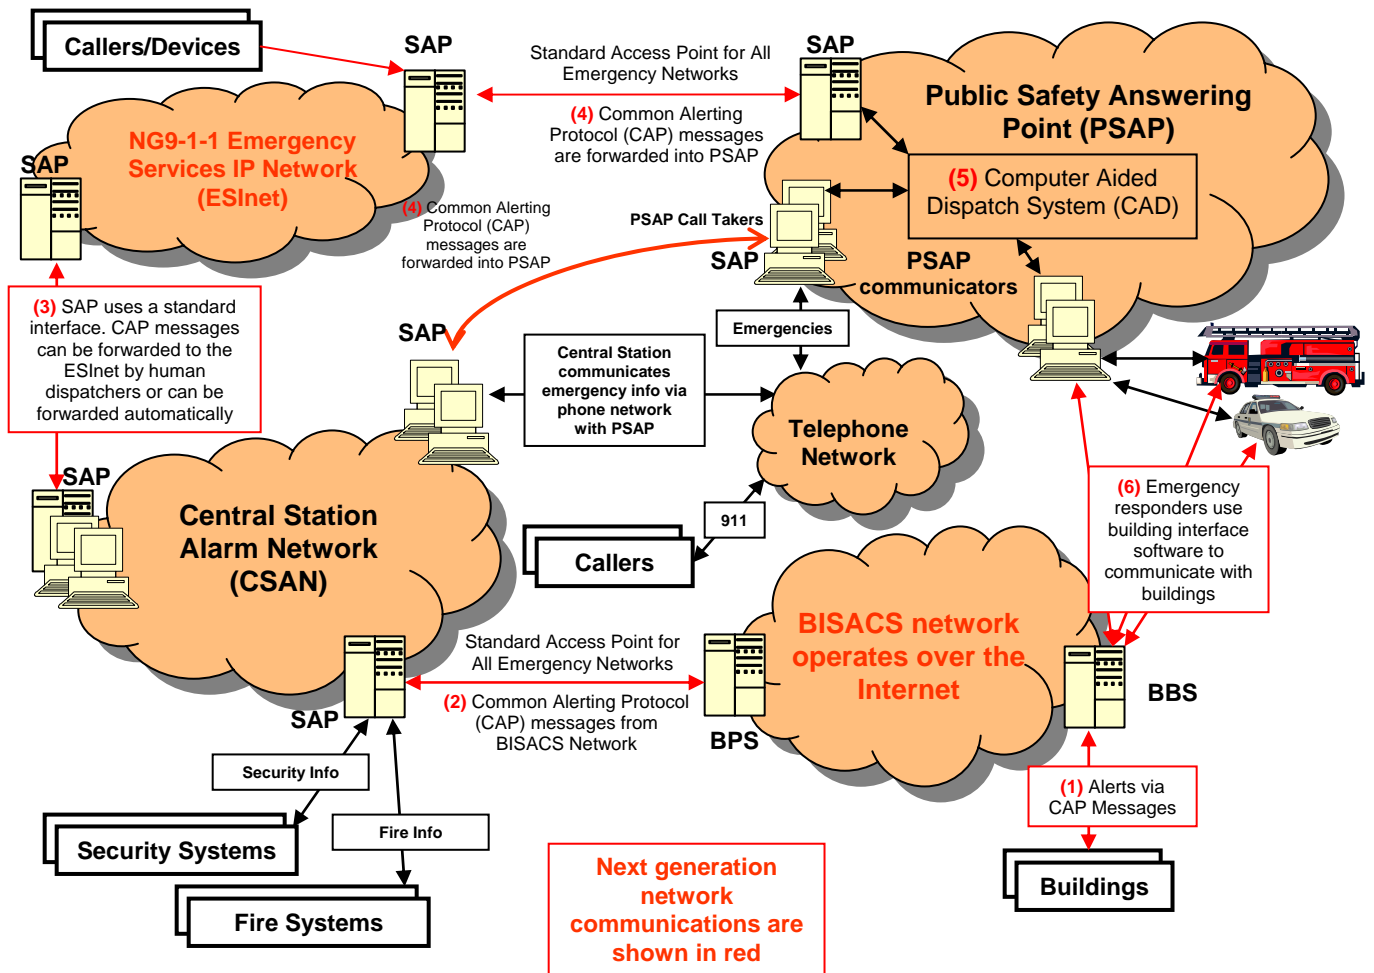 Callers/Devices
SAP
Standard Access Point for All
Emergency Networks
(4) Common Alerting
Protocol (CAP) messages
are forwarded into PSAP
SAP
Public Safety Answering
Point (PSAP)
(5) Computer Aided
Dispatch System (CAD)
NG9-1-1 Emergency
Services IP Network
(ESInet)
SAP
(4) Common Alerting
Protocol (CAP)
messages are
forwarded into PSAP
PSAP Call Takers
SAP
PSAP
communicators
(3) SAP uses a standard
interface. CAP messages
can be forwarded to the
ESInet by human
dispatchers or can be
forwarded automatically
SAP
Central Station
communicates
emergency info via
phone network
with PSAP
Emergencies
Telephone
Network
911
Callers
SAP
Central Station
Alarm Network
(CSAN)
(6) Emergency
responders use
building interface
software to
communicate with
buildings
SAP
Standard Access Point for
All Emergency Networks
(2) Common Alerting Protocol
(CAP) messages from
BISACS Network
BPS
BISACS network
operates over the
Internet
BBS
Security Info
Fire Info
Security Systems
Fire Systems
(1) Alerts via
CAP Messages
Buildings
Next generation
network
communications are
shown in red